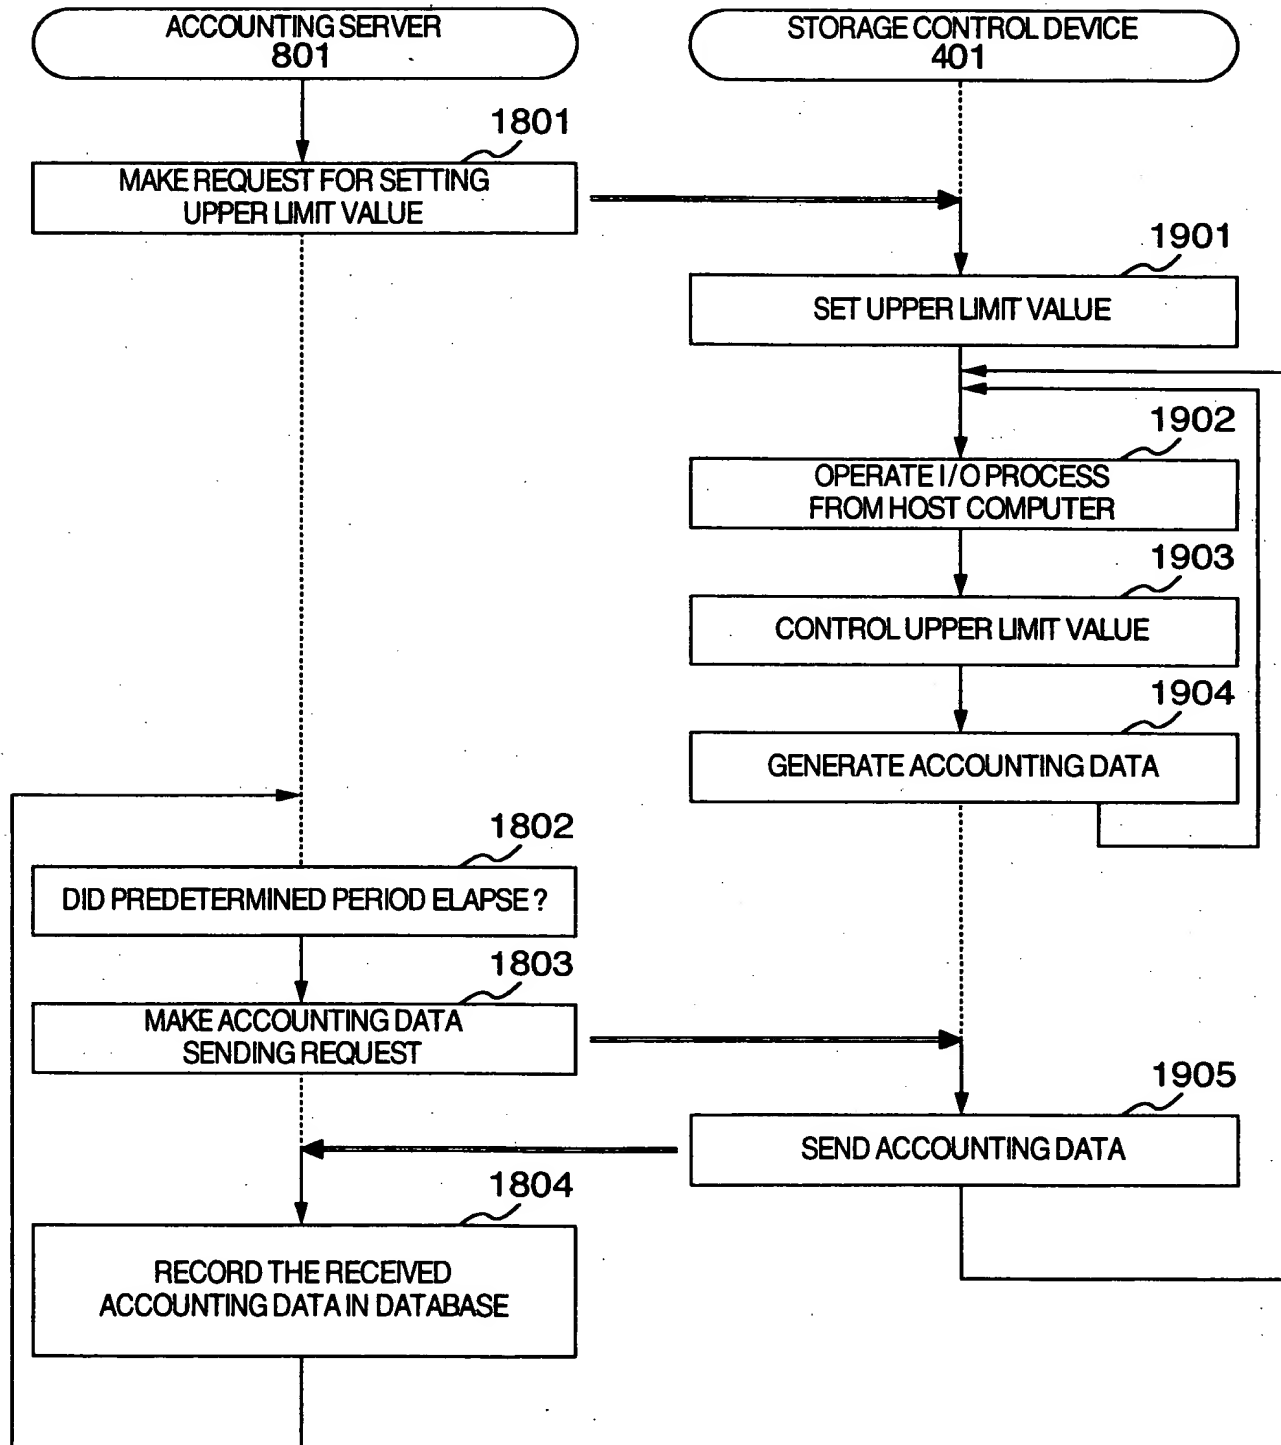 ACCOUNTING SERVER
801
STORAGE CONTROL DEVICE
401
1801
MAKE REQUEST FOR SETTING
UPPER LIMIT VALUE
1901
SET UPPER LIMIT VALUE
1902
OPERATE I/O PROCESS
FROM HOST COMPUTER
1903
CONTROL UPPER LIMIT VALUE
1904
GENERATE ACCOUNTING DATA
1802
DID PREDETERMINED PERIOD ELAPSE ?
1803
MAKE ACCOUNTING DATA
SENDING REQUEST
1905
SEND ACCOUNTING DATA
1804
RECORD THE RECEIVED
ACCOUNTING DATA IN DATABASE